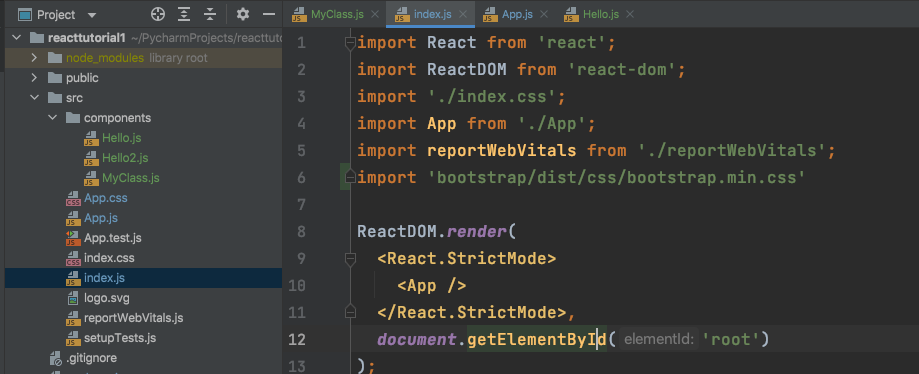 Project
reacttutorial1 ~/PycharmProjects/reacttuto
node_modules library root
public
src
components
Hello.js
Hello2.js
MyClass.js
App.css
App.js
App.test.js
index.css
index.js
logo.svg
reportWebVitals.js
setupTests.js
.gitignore
MyClass.js index.js App.js Hello.js
1 import React from 'react';
2 import ReactDOM from 'react-dom';
3 import './index.css';
4 import App from './App';
5 import reportWebVitals from './reportWebVitals';
6 import 'bootstrap/dist/css/bootstrap.min.css'
7
8 ReactDOM.render(
9 <React.StrictMode>
10 <App />
11 </React.StrictMode>,
12 document.getElementById( elementId: 'root')
13 );